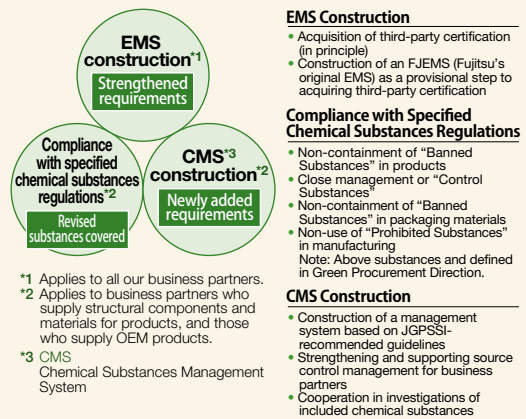 EMS
construction*1
Strengthened
requirements
Compliance
with specified
chemical substances
regulations*2
Revised
substances covered
CMS*3
construction*2
Newly added
requirements
*1 Applies to all our business partners.
*2 Applies to business partners who
supply structural components and
materials for products, and those
who supply OEM products.
*3 CMS
Chemical Substances Management
System
EMS Construction
• Acquisition of third-party certification
(in principle)
• Construction of an FJEMS (Fujitsu's
original EMS) as a provisional step to
acquiring third-party certification
Compliance with Specified
Chemical Substances Regulations
• Non-containment of “Banned
Substances” in products
• Close management or “Control
Substances”
• Non-containment of “Banned
Substances” in packaging materials
• Non-use of “Prohibited Substances”
in manufacturing
Note: Above substances and defined
in Green Procurement Direction.
CMS Construction
• Construction of a management
system based on JGPSSI-
recommended guidelines
• Strengthening and supporting source
control management for business
partners
• Cooperation in investigations of
included chemical substances